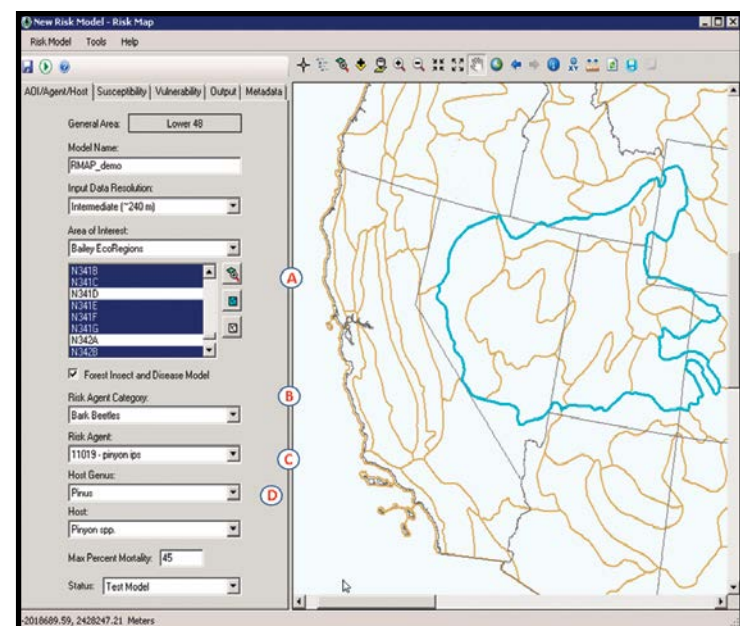 New Risk Model - Risk Map
Risk Model Tools Help
AOI/Agent/Host Susceptibility Vulnerability Output Metadata
General Area: Lower 48
Model Name:
RMAP_demo
Input Data Resolution:
Intermediate (~240 m)
Area of Interest:
Bailey EcoRegions
N341B
N341C
N341D
N341E
N341F
N341G
N342A
N342B
A
Forest Insect and Disease Model
Risk Agent Category:
B
Bark Beetles
Risk Agent:
11019 - pinyon ips
C
Host Genus:
Pinus
D
Host:
Pinyon spp.
Max Percent Mortality: 45
Status: Test Model
-2018689.59, 2428247.21 Meters